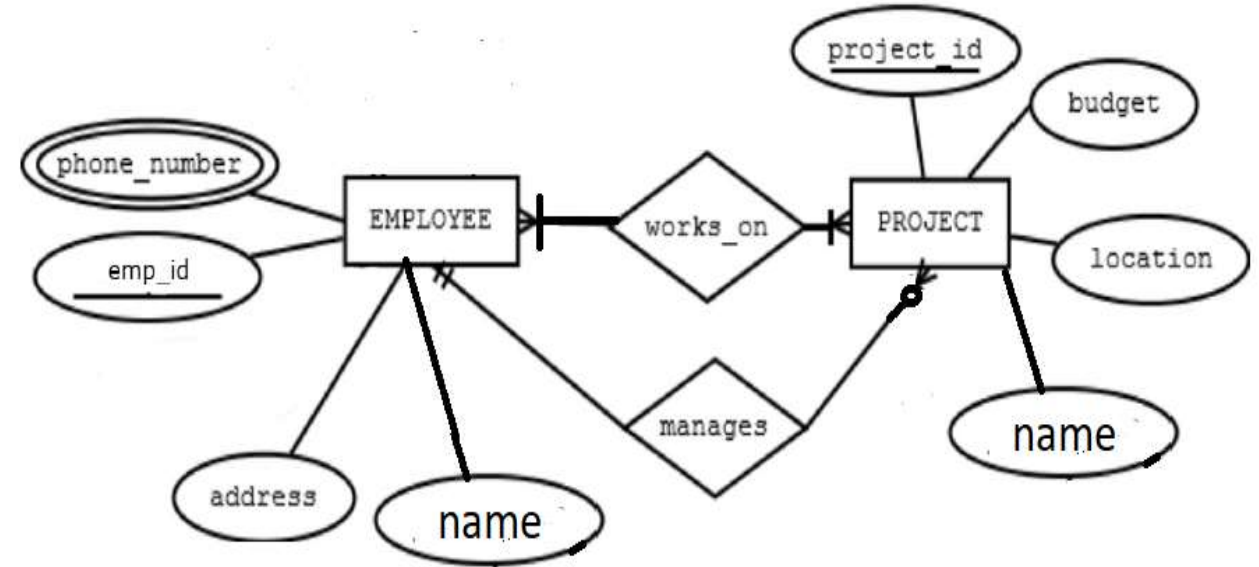 project_id
budget
phone_number
EMPLOYEE
works_on
PROJECT
emp_id
location
manages
name
address
name